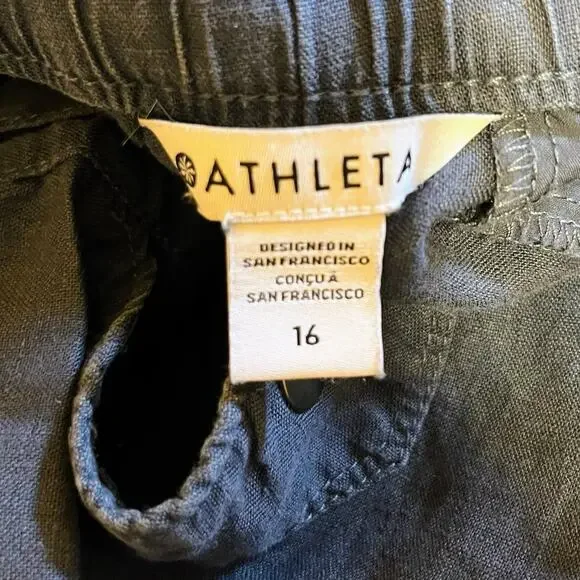 ATHLETA
DESIGNED IN
SAN FRANCISCO
CONÇU À
SAN FRANCISCO
16